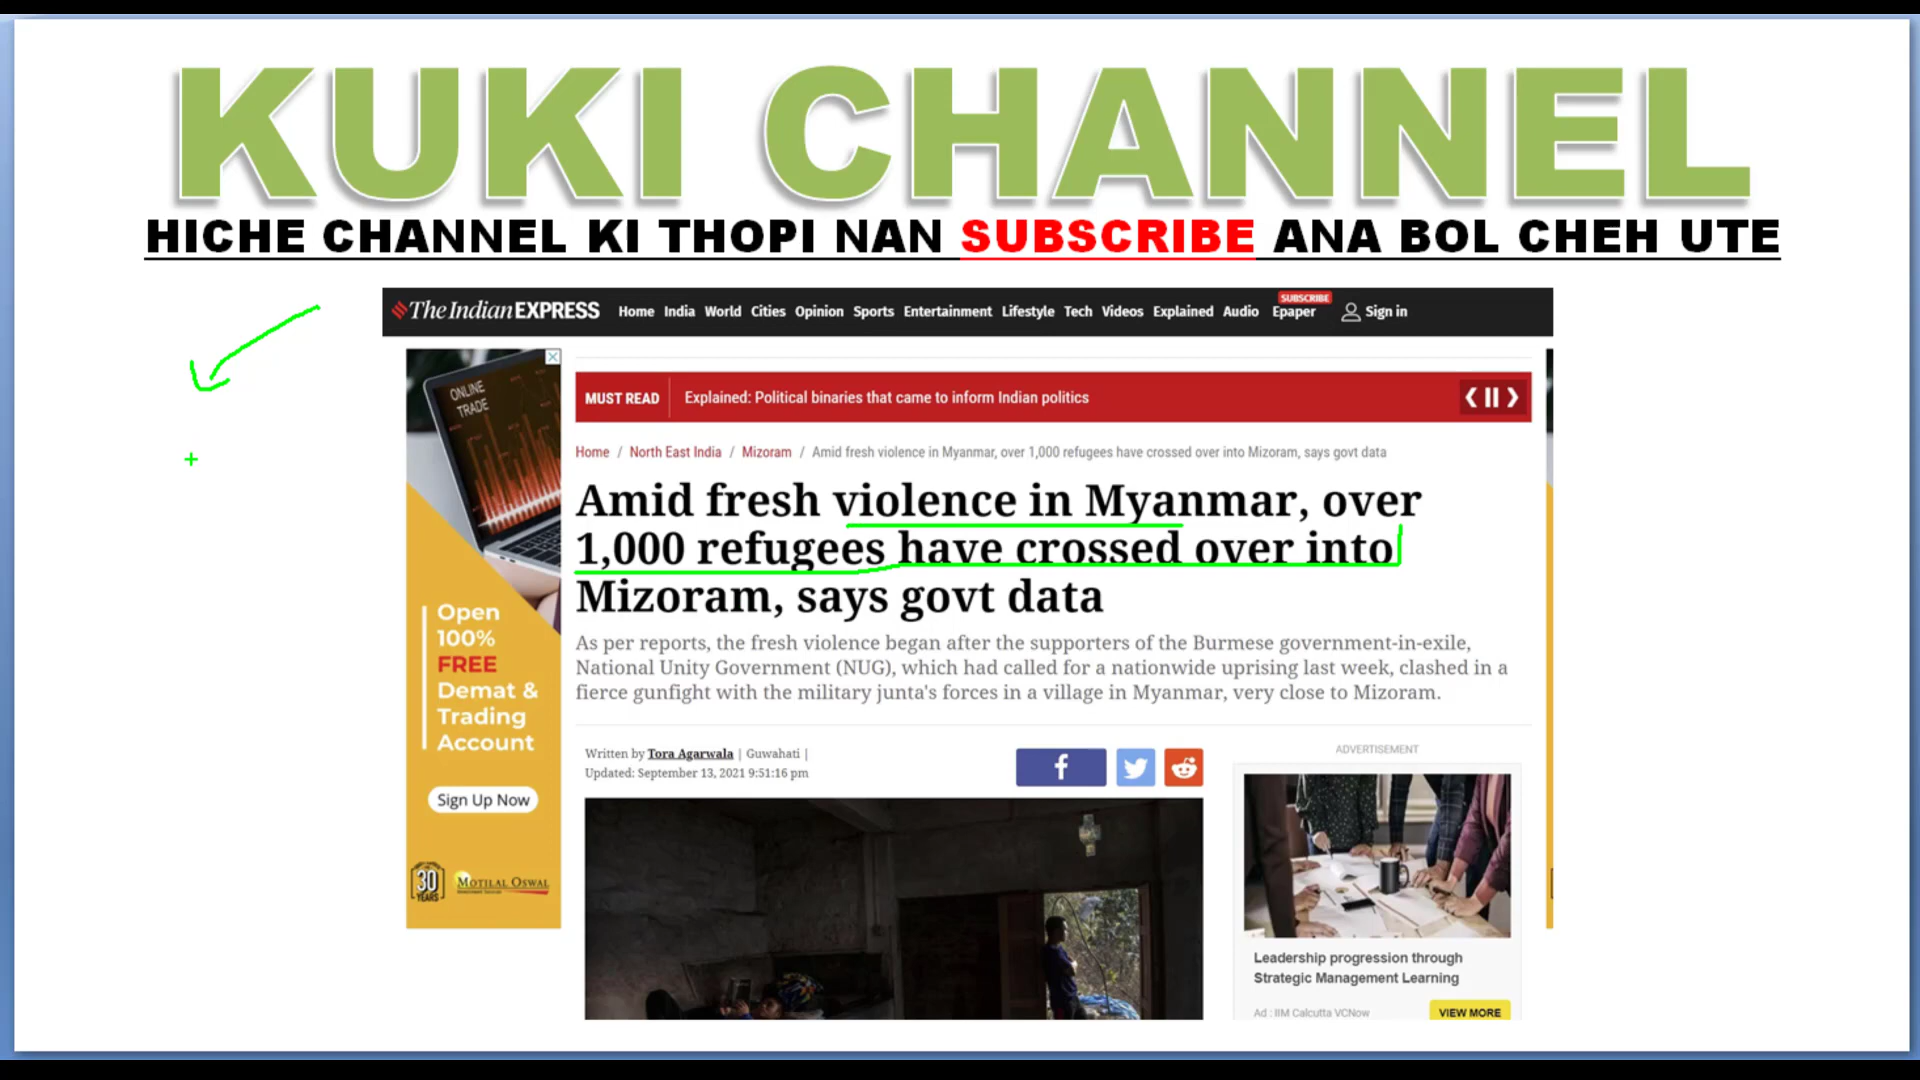 KUKI CHANNEL
HICHE CHANNEL KI THOPI NAN SUBSCRIBE ANA BOL CHEH UTE
The Indian EXPRESS Home India World Cities Opinion Sports Entertainment Lifestyle Tech Videos Explained Audio SUBSCRIBE Epaper Sign in
ONLINE
TRADE
MUST READ Explained: Political binaries that came to inform Indian politics
Home / North East India / Mizoram / Amid fresh violence in Myanmar, over 1,000 refugees have crossed over into Mizoram, says govt data
Amid fresh violence in Myanmar, over
1,000 refugees have crossed over into
Mizoram, says govt data
As per reports, the fresh violence began after the supporters of the Burmese government-in-exile,
National Unity Government (NUG), which had called for a nationwide uprising last week, clashed in a
fierce gunfight with the military junta's forces in a village in Myanmar, very close to Mizoram.
Open
100%
FREE
Demat &
Trading
Account
Sign Up Now
30
YEARS
MOTILAL OSWAL
Written by Tora Agarwala | Guwahati |
Updated: September 13, 2021 9:51:16 pm
ADVERTISEMENT
Leadership progression through
Strategic Management Learning
Ad : IIM Calcutta VCNow
VIEW MORE